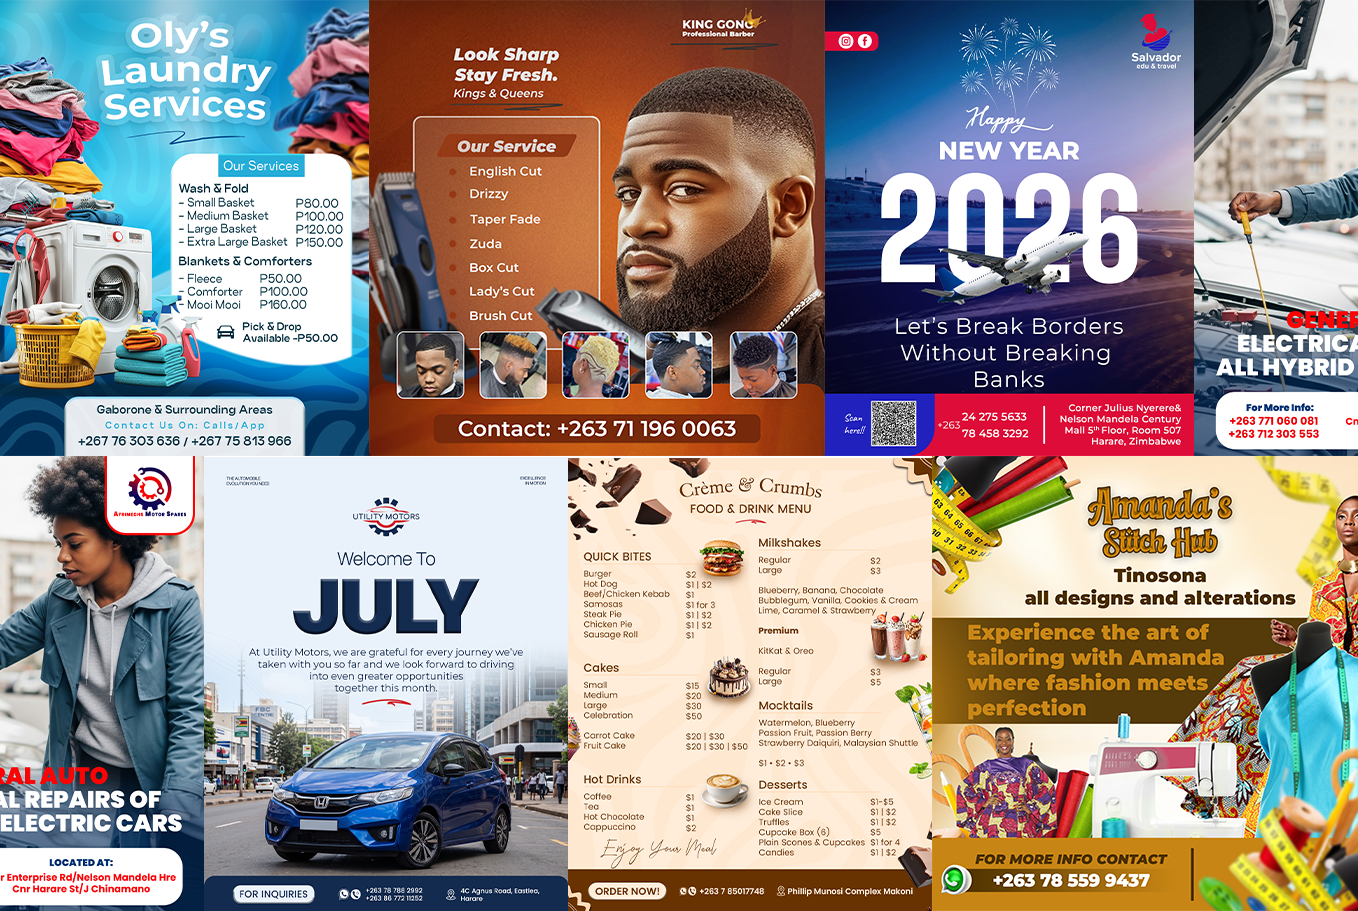 Oly's
Laundry
Services
Our Services
Wash & Fold
- Small Basket P80.00
- Medium Basket P100.00
- Large Basket P120.00
- Extra Large Basket P150.00
Blankets & Comforters
- Fleece P50.00
- Comforter P100.00
- Mooi Mooi P160.00
Pick & Drop
Available -P50.00
Gaborone & Surrounding Areas
Contact Us On: Calls/App
+267 76 303 636 / +267 75 813 966
KING GONG
Professional Barber
Look Sharp
Stay Fresh.
Kings & Queens
Our Service
English Cut
Drizzy
Taper Fade
Zuda
Box Cut
Lady's Cut
Brush Cut
Contact: +263 71 196 0063
Salvador
edu & travel
Happy
NEW YEAR
2026
Let's Break Borders
Without Breaking
Banks
Scan
here!!
+263
24 275 5633
78 458 3292
Corner Julius Nyerere&
Nelson Mandela Century
Mall 5th Floor, Room 507
Harare, Zimbabwe
GENER
ELECTRICA
ALL HYBRID
For More Info:
+263 771 060 081
+263 712 303 553
Cn
AFRIMECHS MOTOR SPARES
RAL AUTO
AL REPAIRS OF
ELECTRIC CARS
LOCATED AT:
r Enterprise Rd/Nelson Mandela Hre
Cnr Harare St/J Chinamano
THE AUTOMOBILE
EVOLUTION YOU NEED
EXCELLENCE
IN MOTION
UTILITY MOTORS
Welcome To
JULY
At Utility Motors, we are grateful for every journey we've
taken with you so far and we look forward to driving
into even greater opportunities
together this month.
FBC
CENTRE
FOR INQUIRIES
+263 78 786 2992
+263 86 772 11252
4C Agnus Road, Eastlea,
Harare
Crème & Crumbs
FOOD & DRINK MENU
QUICK BITES
Burger $2
Hot Dog $1 | $2
Beef/Chicken Kebab $1
Samosas $1 for 3
Steak Pie $1 | $2
Chicken Pie $1 | $2
Sausage Roll $1
Cakes
Small $15
Medium $20
Large $30
Celebration $50
Carrot Cake $20 | $30
Fruit Cake $20 | $30 | $50
Hot Drinks
Coffee $1
Tea $1
Hot Chocolate $1
Cappuccino $2
Enjoy Your Meal
Milkshakes
Regular $2
Large $3
Blueberry, Banana, Chocolate
Bubblegum, Vanilla, Cookies & Cream
Lime, Caramel & Strawberry
Premium
KitKat & Oreo
Regular $3
Large $5
Mocktails
Watermelon, Blueberry
Passion Fruit, Passion Berry
Strawberry Daiquiri, Malaysian Shuttle
$1 • $2 • $3
Desserts
Ice Cream $1-$5
Cake Slice $1 | $2
Truffles $1 | $2
Cupcake Box (6) $5
Plain Scones & Cupcakes $1 for 4
Candies $1 | $2
ORDER NOW!
+263 7 85017748
Phillip Munosi Complex Makoni
Amanda's
Stitch Hub
Tinosona
all designs and alterations
Experience the art of
tailoring with Amanda
where fashion meets
perfection
FOR MORE INFO CONTACT
+263 78 559 9437